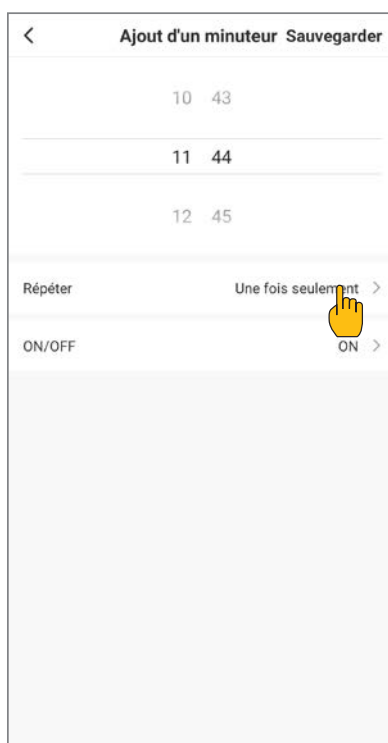 Ajout d'un minuteur Sauvegarder
10 43
11 44
12 45
Répéter Une fois seulement
ON/OFF ON